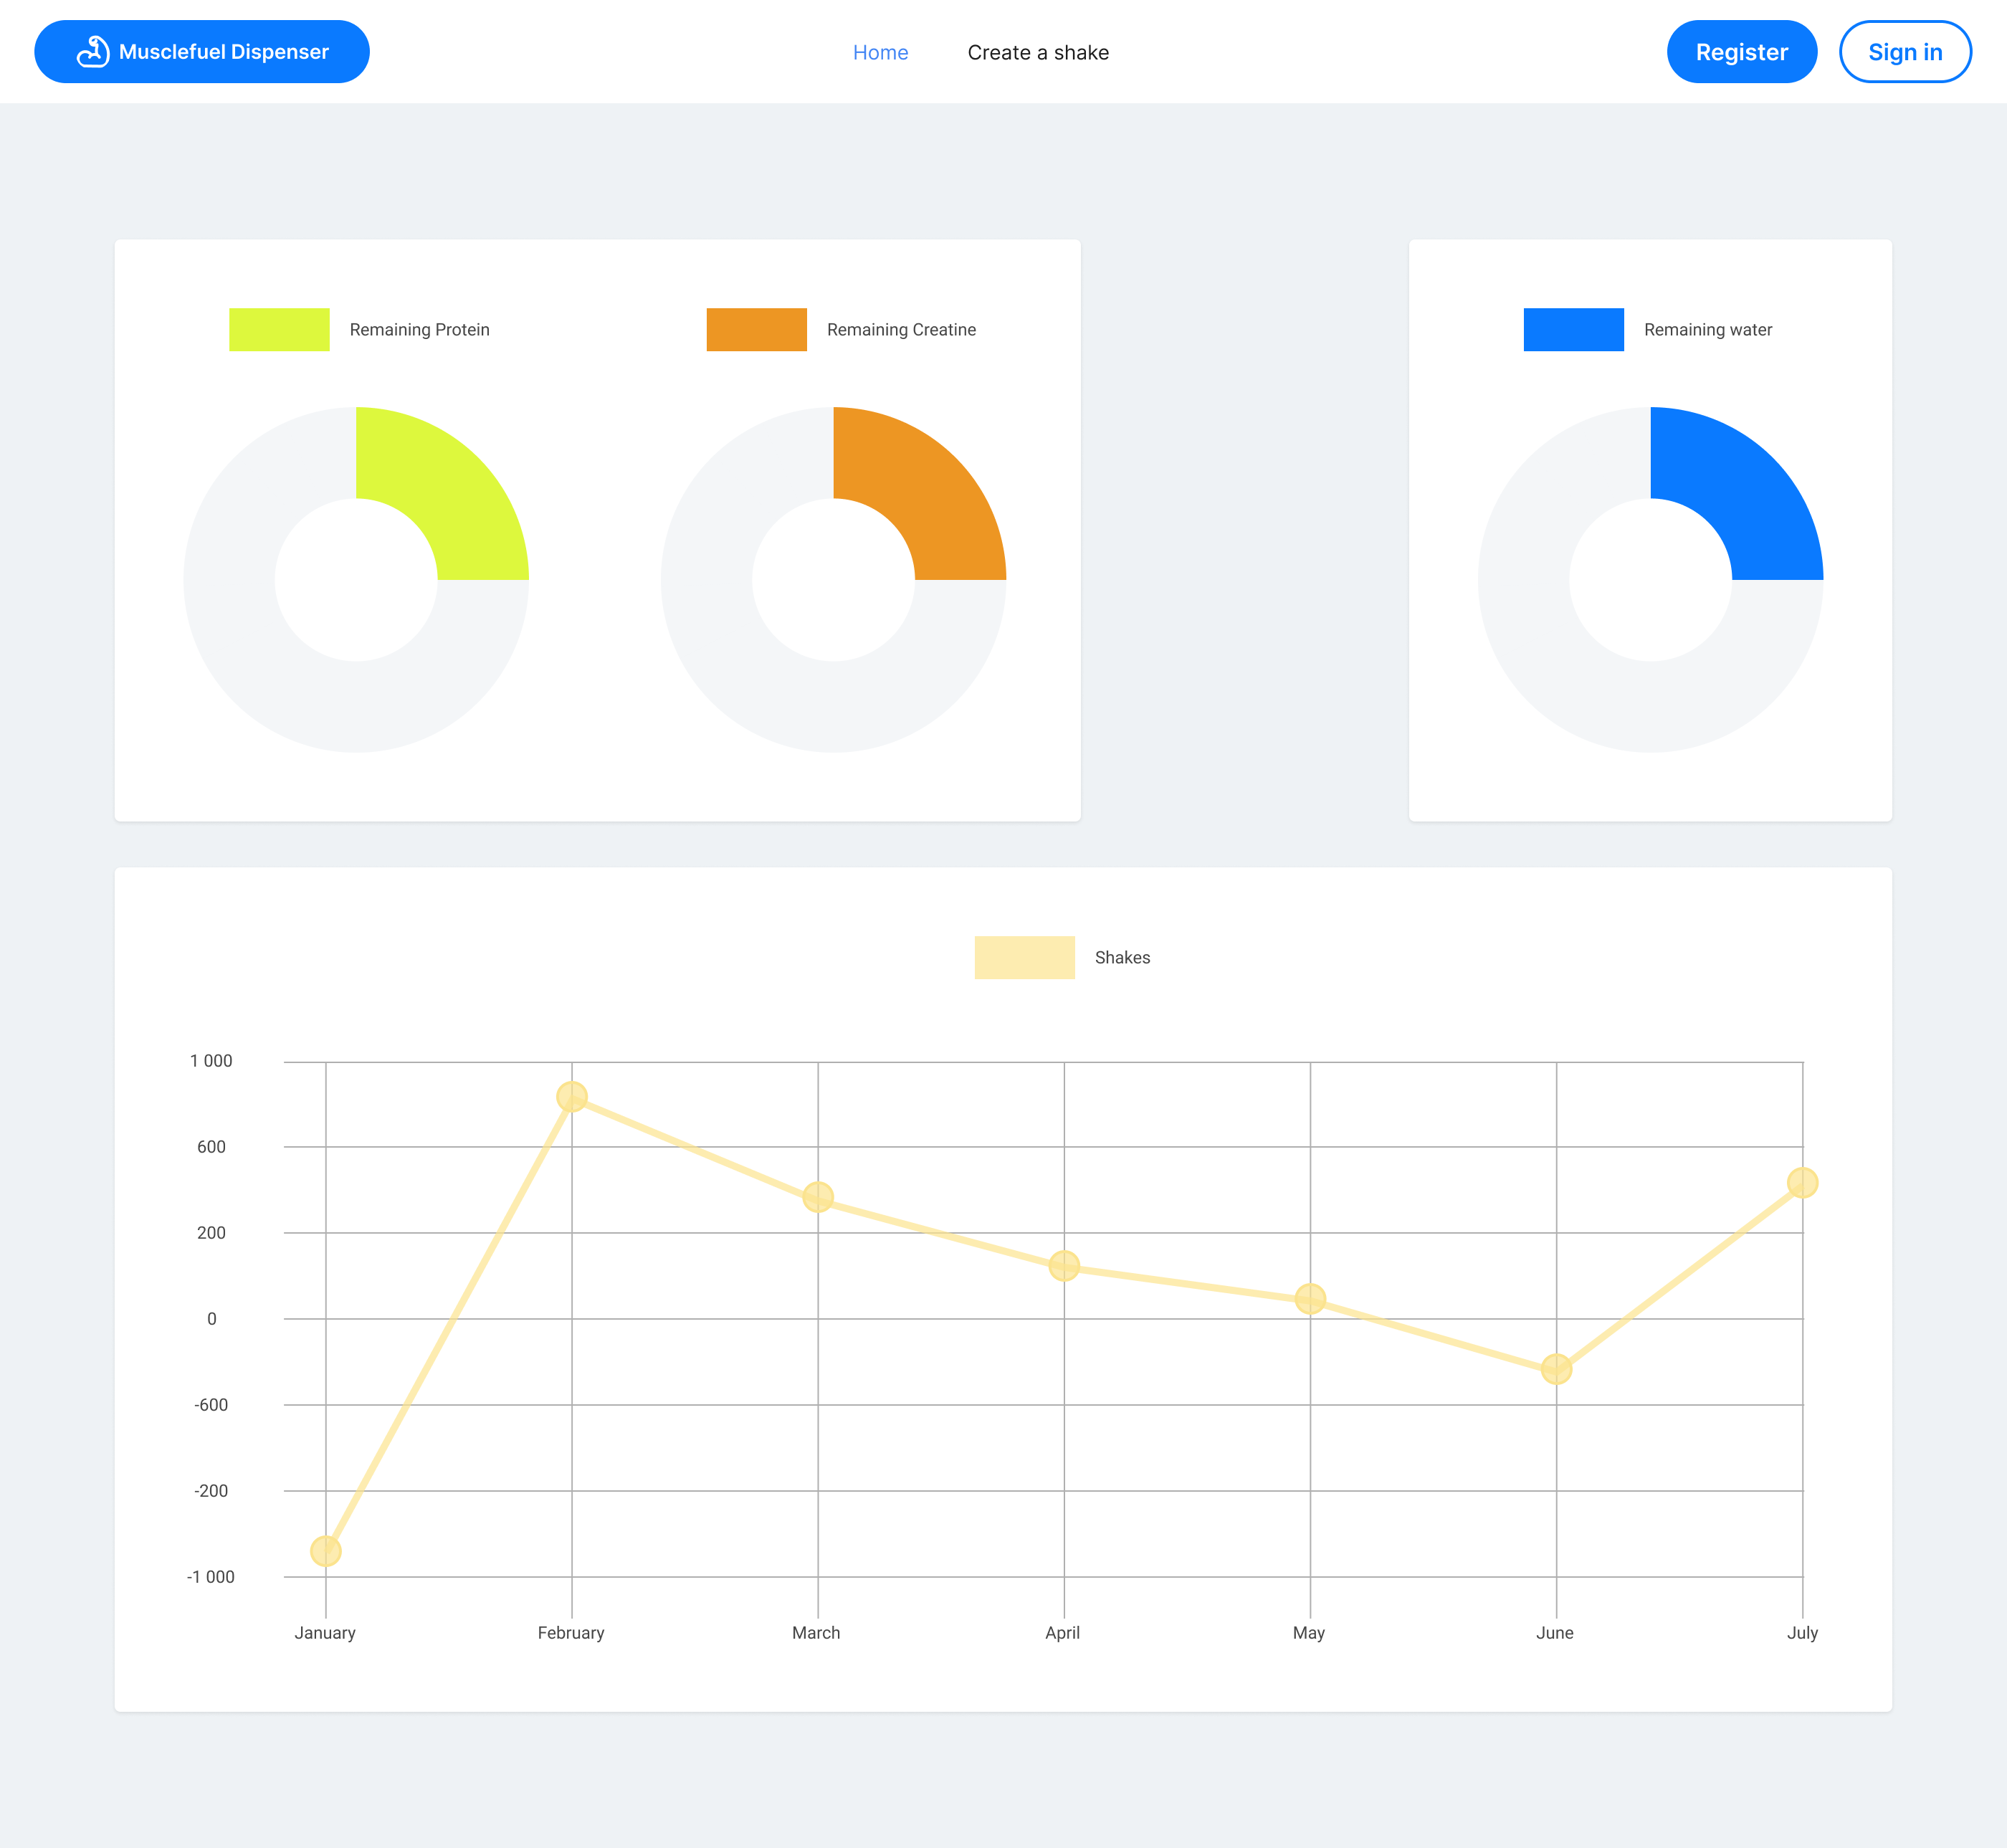 Musclefuel Dispenser
Home
Create a shake
Register
Sign in
Remaining Protein
Remaining Creatine
Remaining water
Shakes
1 000
600
200
0
-600
-200
-1 000
January
February
March
April
May
June
July